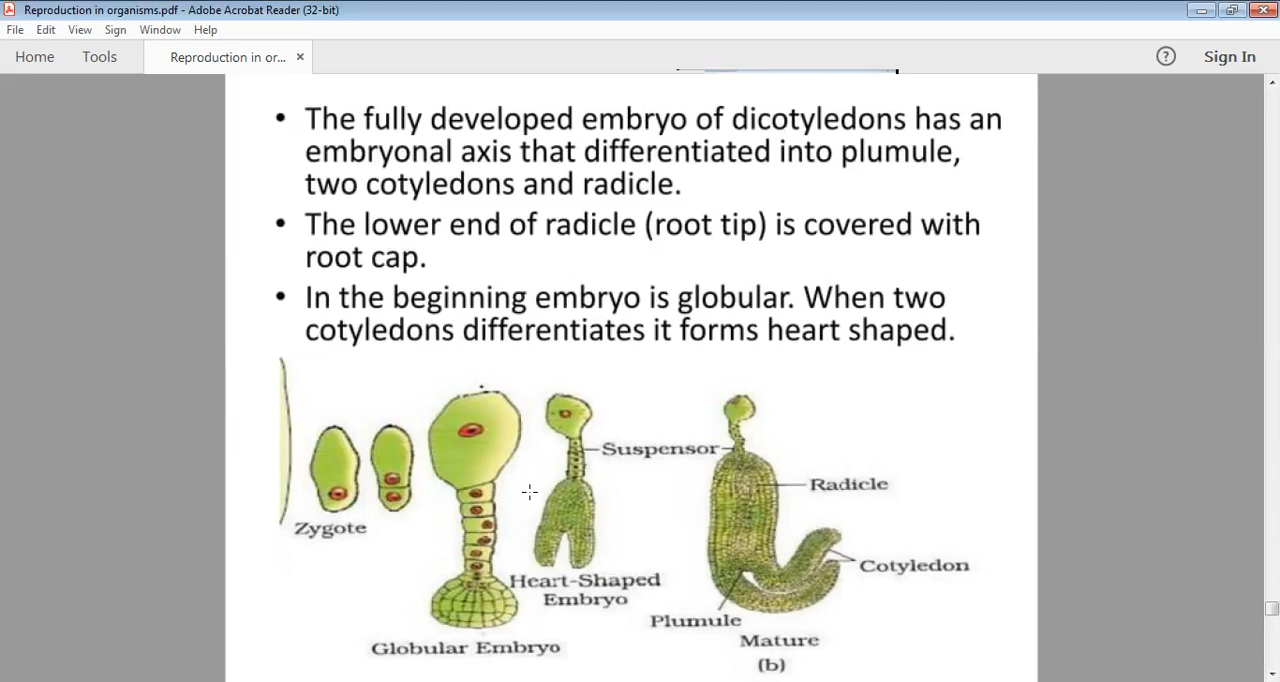 Reproduction in organisms.pdf - Adobe Acrobat Reader (32-bit)
File Edit View Sign Window Help
Home Tools Reproduction in or... × ? Sign In
• The fully developed embryo of dicotyledons has an
embryonal axis that differentiated into plumule,
two cotyledons and radicle.
• The lower end of radicle (root tip) is covered with
root cap.
• In the beginning embryo is globular. When two
cotyledons differentiates it forms heart shaped.
Suspensor
Radicle
Zygote
Cotyledon
Heart-Shaped
Embryo
Plumule
Mature
Globular Embryo
(b)